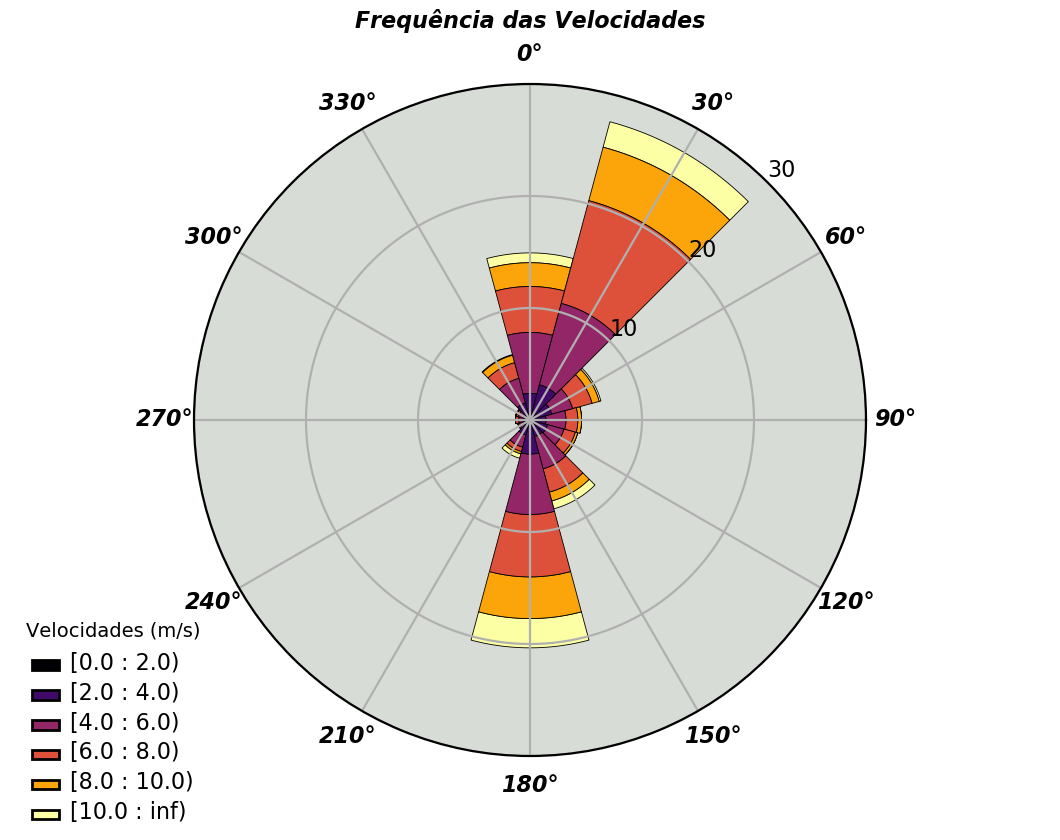 Frequência das Velocidades
0°
330°
30°
30
300°
60°
20
10
270°
90°
240°
120°
210°
150°
180°
Velocidades (m/s)
[0.0 : 2.0)
[2.0 : 4.0)
[4.0 : 6.0)
[6.0 : 8.0)
[8.0 : 10.0)
[10.0 : inf)